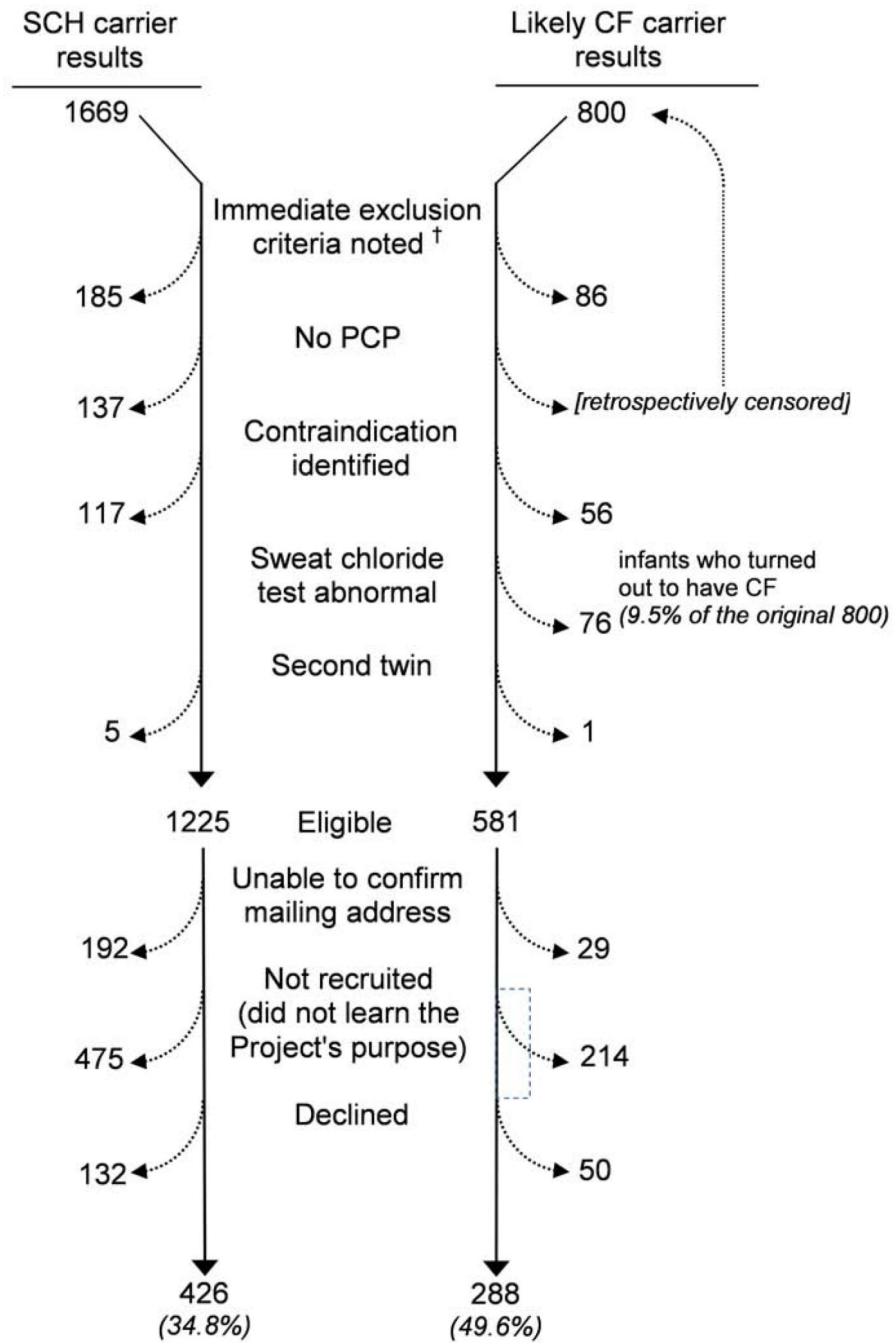 SCH carrier
results
Likely CF carrier
results
1669
800
Immediate exclusion
criteria noted †
185
86
No PCP
137
[retrospectively censored]
Contraindication
identified
117
56
Sweat chloride
test abnormal
infants who turned
out to have CF
76 (9.5% of the original 800)
Second twin
5
1
1225 Eligible 581
Unable to confirm
mailing address
192
29
Not recruited
(did not learn the
Project's purpose)
475
214
Declined
132
50
426
(34.8%)
288
(49.6%)